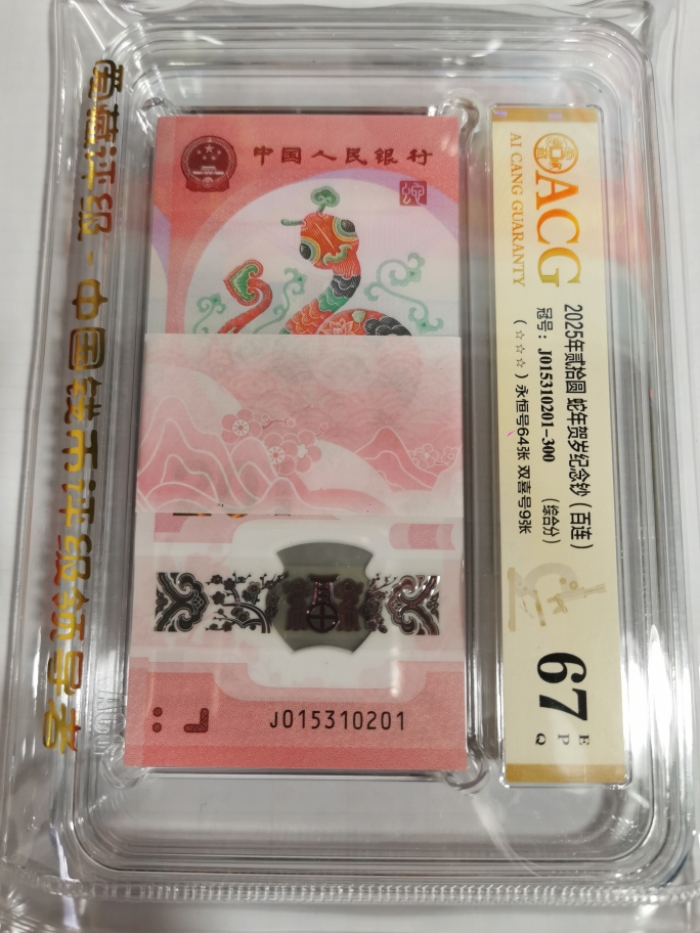 爱藏评级·中国钱币评级领导者
中国人民银行
J015310201
ACG
AI CANG GUARANTY
2025年贰拾圆 蛇年贺岁纪念钞（百连）
冠号：J015310201-300 （综合分）
（☆☆☆）永恒号64张 双喜号9张
67
E
P
Q